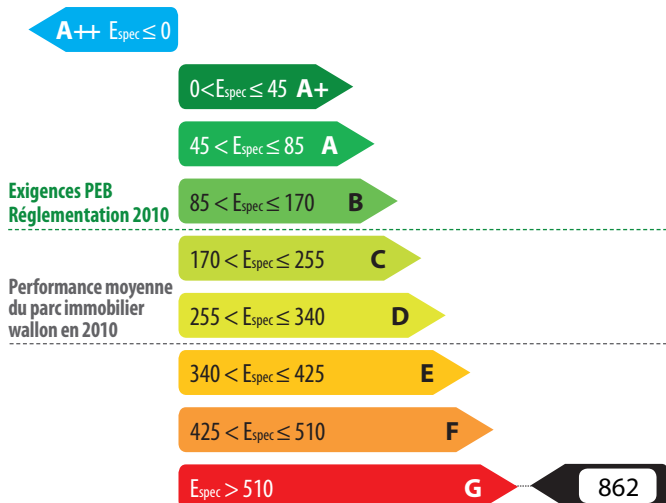 A++ Espec ≤ 0
0<Espec ≤ 45 A+
45 < Espec ≤ 85 A
Exigences PEB
Réglementation 2010
85 < Espec ≤ 170 B
170 < Espec ≤ 255 C
Performance moyenne
du parc immobilier
wallon en 2010
255 < Espec ≤ 340 D
340 < Espec ≤ 425 E
425 < Espec ≤ 510 F
Espec > 510 G
862